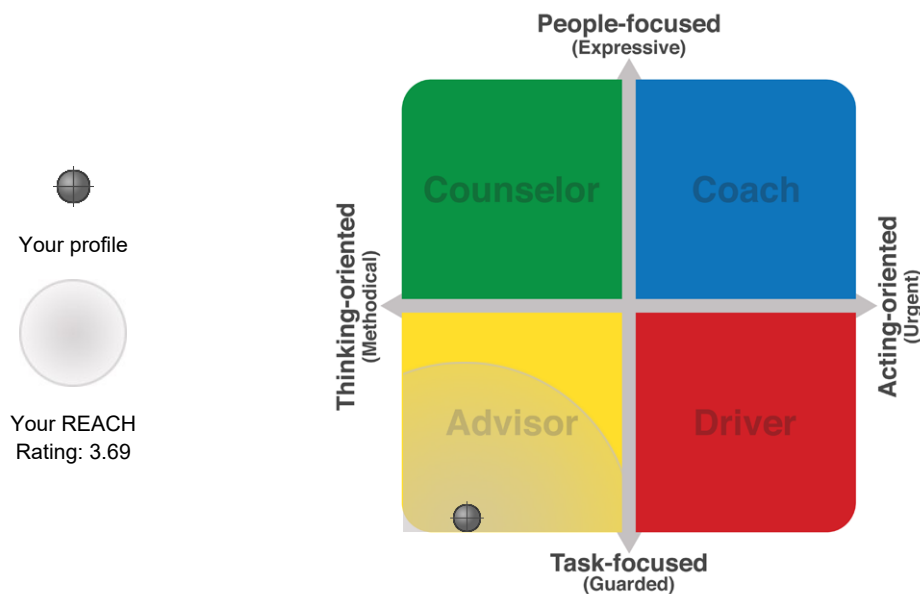 People-focused
(Expressive)
Counselor
Coach
Your profile
Thinking-oriented
(Methodical)
Acting-oriented
(Urgent)
Your REACH
Rating: 3.69
Advisor
Driver
Task-focused
(Guarded)